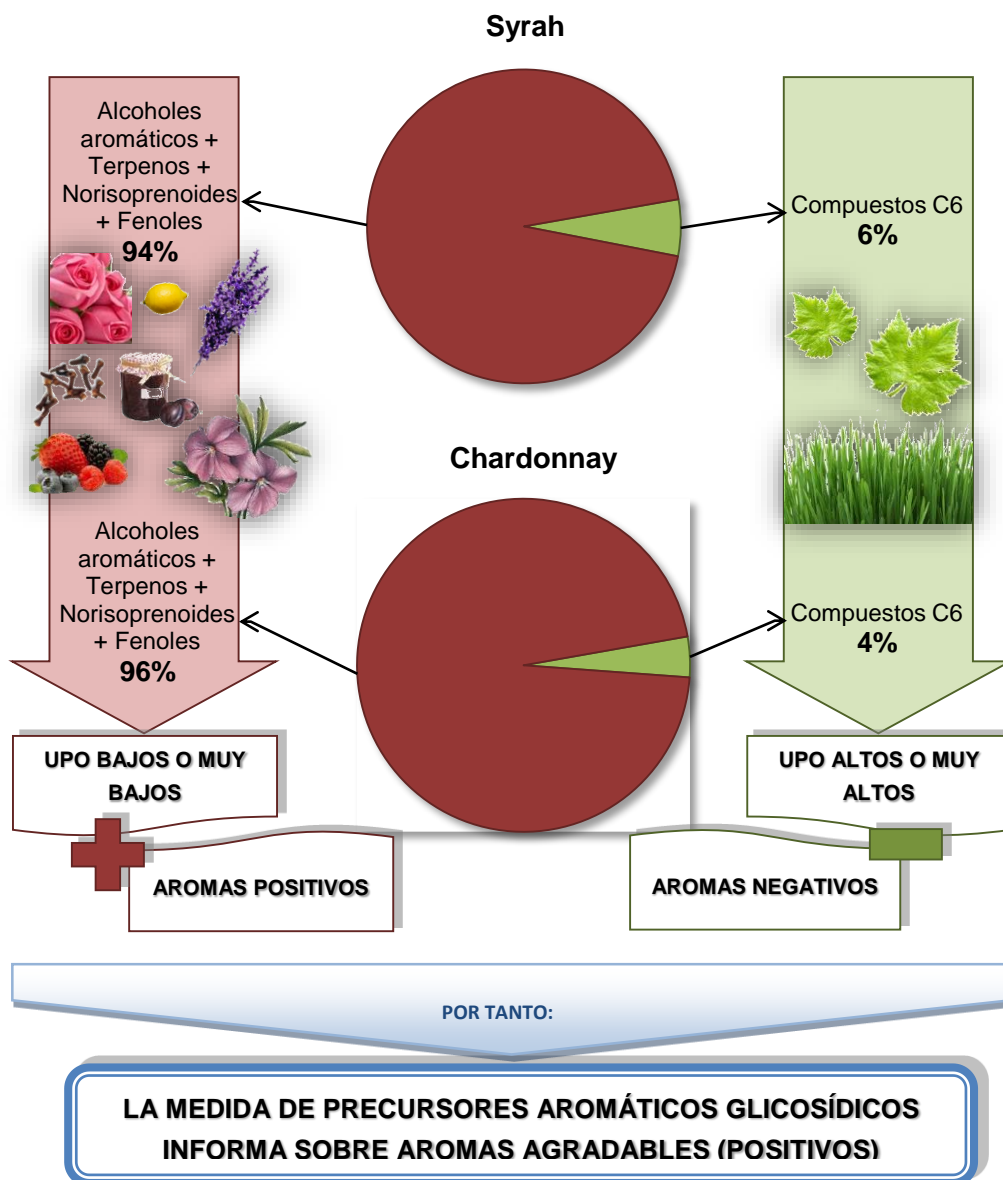 Syrah
Alcoholes
aromáticos +
Terpenos +
Norisoprenoides
+ Fenoles
94%
Compuestos C6
6%
Chardonnay
Alcoholes
aromáticos +
Terpenos +
Norisoprenoides
+ Fenoles
96%
Compuestos C6
4%
UPO BAJOS O MUY
BAJOS
UPO ALTOS O MUY
ALTOS
AROMAS POSITIVOS
AROMAS NEGATIVOS
POR TANTO:
LA MEDIDA DE PRECURSORES AROMÁTICOS GLICOSÍDICOS
INFORMA SOBRE AROMAS AGRADABLES (POSITIVOS)